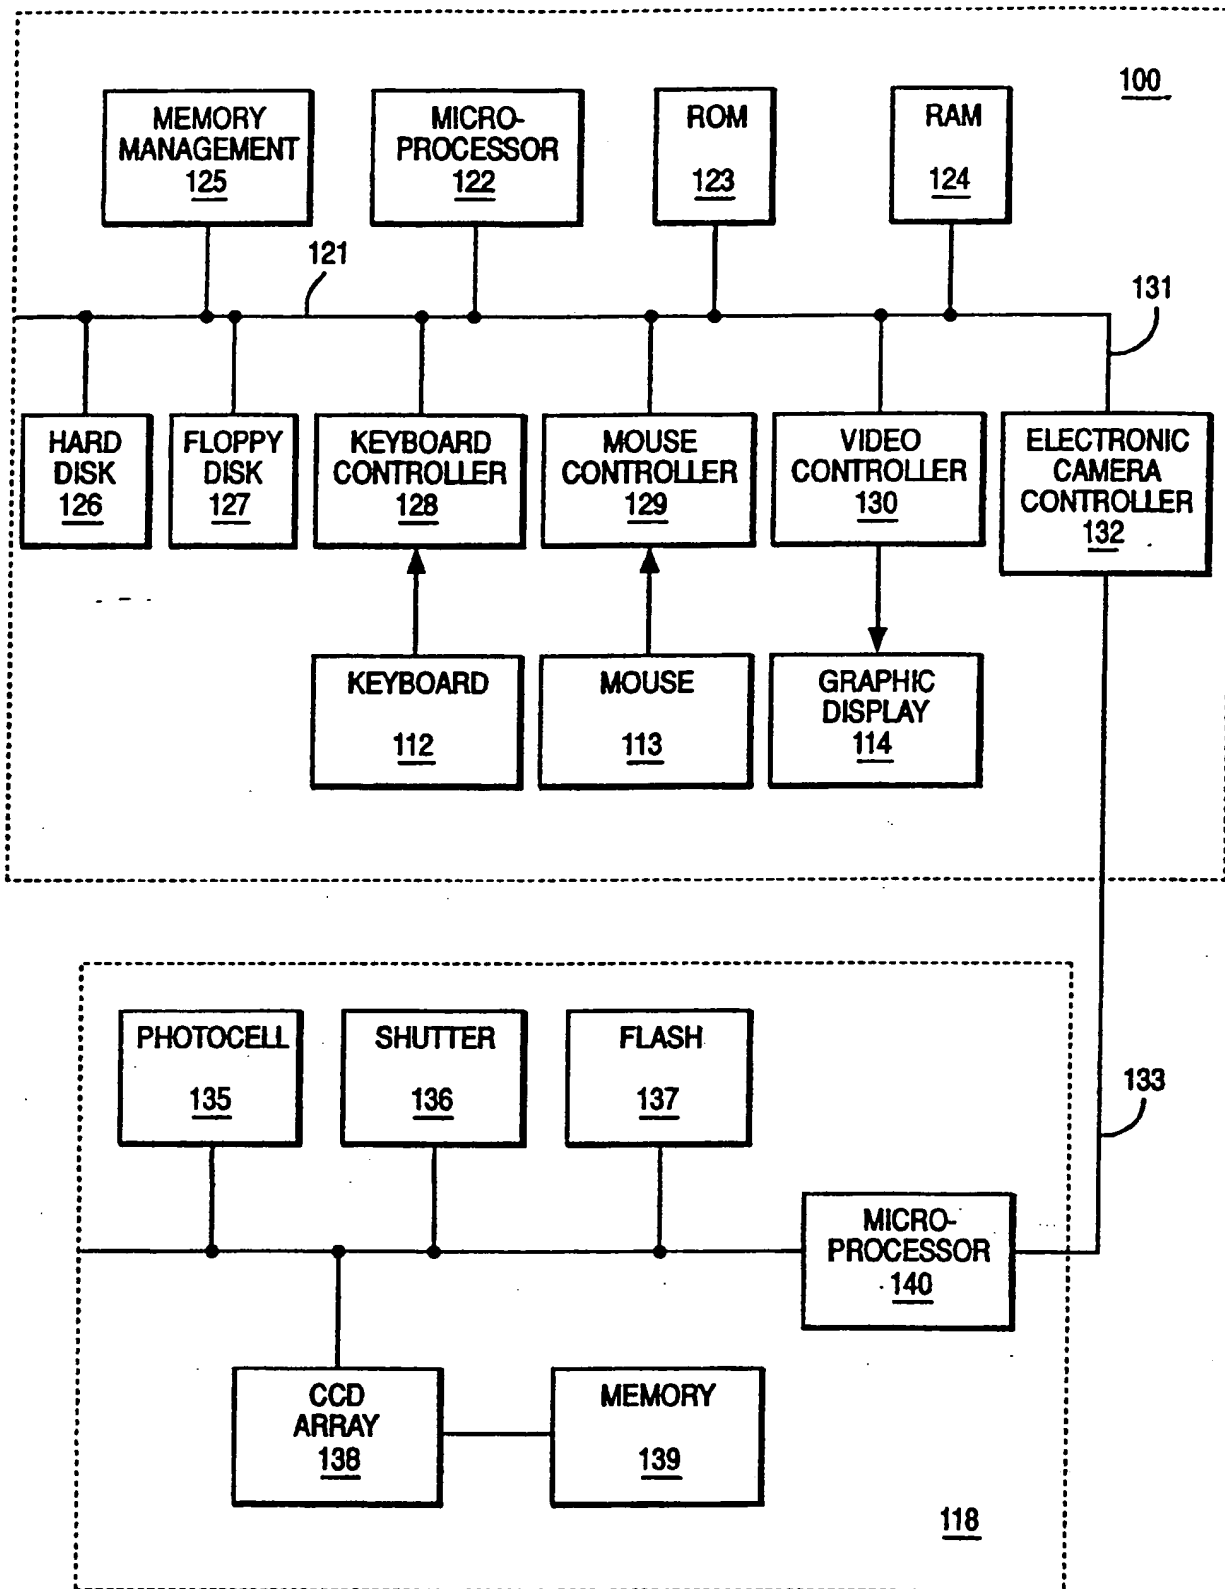 100
MEMORY
MANAGEMENT
125
MICRO-
PROCESSOR
122
ROM
123
RAM
124
121
131
HARD
DISK
126
FLOPPY
DISK
127
KEYBOARD
CONTROLLER
128
MOUSE
CONTROLLER
129
VIDEO
CONTROLLER
130
ELECTRONIC
CAMERA
CONTROLLER
132
KEYBOARD
112
MOUSE
113
GRAPHIC
DISPLAY
114
PHOTOCELL
135
SHUTTER
136
FLASH
137
133
MICRO-
PROCESSOR
140
CCD
ARRAY
138
MEMORY
139
118